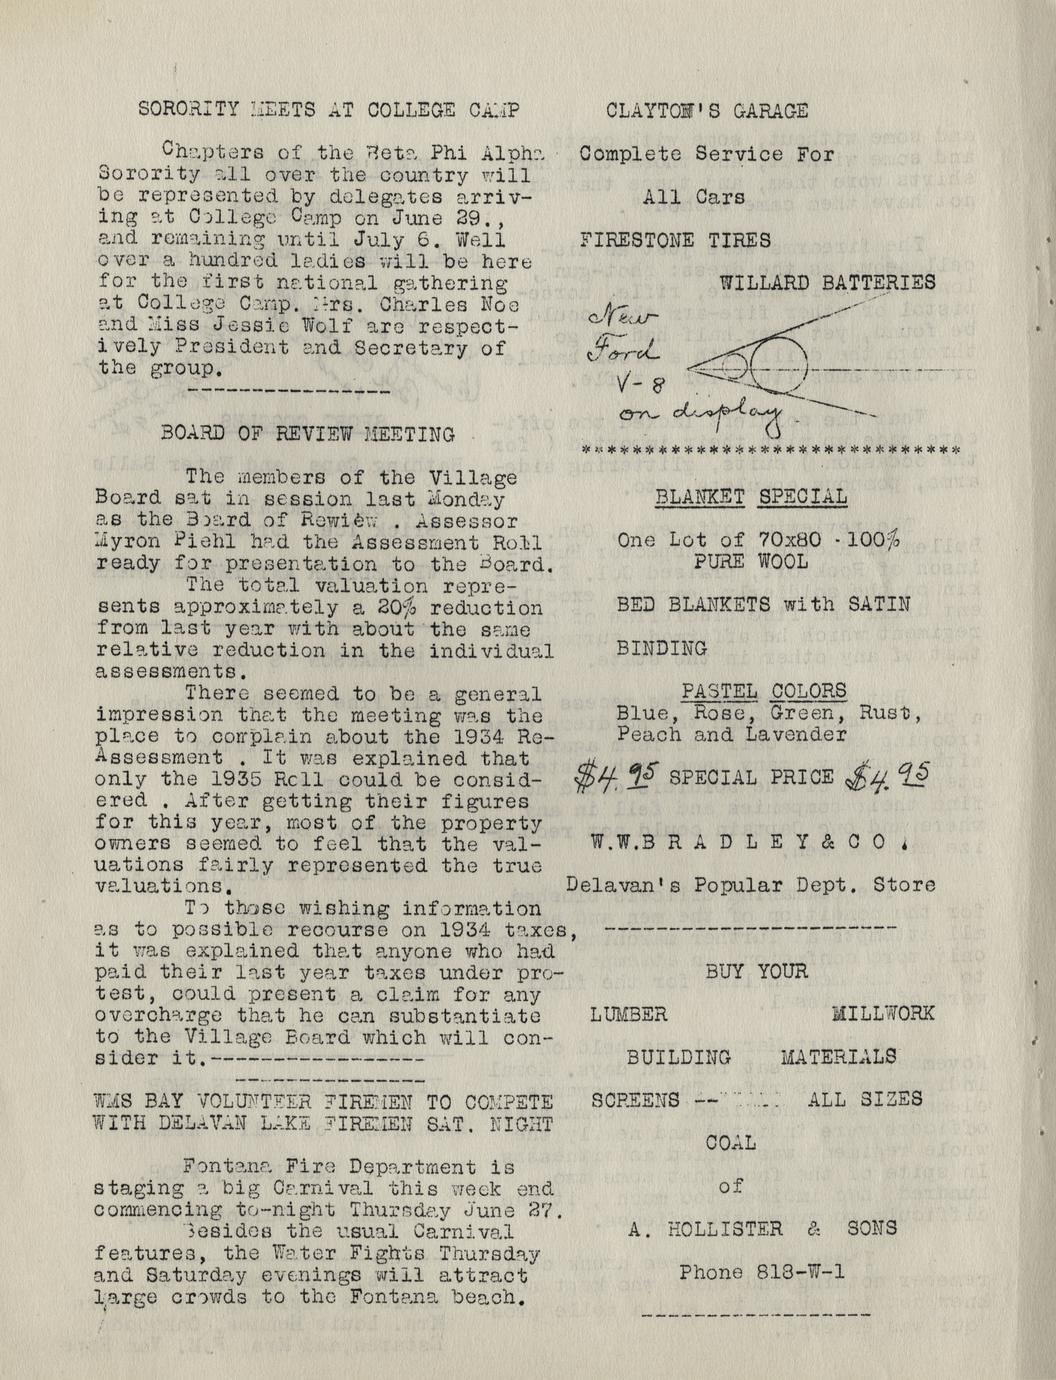 SORORITY MEETS AT COLLEGE CAMP
Chapters of the Beta Phi Alpha
Sorority all over the country will
be represented by delegates arriv-
ing at College Camp on June 29.,
and remaining until July 6. Well
over a hundred ladies will be here
for the first national gathering
at College Camp. Mrs. Charles Noe
and Miss Jessie Wolf are respect-
ively President and Secretary of
the group.
----------------
BOARD OF REVIEW MEETING
The members of the Village
Board sat in session last Monday
as the Board of Rewiew . Assessor
Myron Piehl had the Assessment Roll
ready for presentation to the Board.
The total valuation repre-
sents approximately a 20% reduction
from last year with about the same
relative reduction in the individual
assessments.
There seemed to be a general
impression that the meeting was the
place to complain about the 1934 Re-
Assessment . It was explained that
only the 1935 Roll could be consid-
ered . After getting their figures
for this year, most of the property
owners seemed to feel that the val-
uations fairly represented the true
valuations.
To those wishing information
as to possible recourse on 1934 taxes,
it was explained that anyone who had
paid their last year taxes under pro-
test, could present a claim for any
overcharge that he can substantiate
to the Village Board which will con-
sider it.-----------------
---------------
WMS BAY VOLUNTEER FIREMEN TO COMPETE
WITH DELAVAN LAKE FIREMEN SAT. NIGHT
Fontana Fire Department is
staging a big Carnival this week end
commencing to-night Thursday June 27.
Besides the usual Carnival
features, the Water Fights Thursday
and Saturday evenings will attract
large crowds to the Fontana beach.
CLAYTON'S GARAGE
Complete Service For
All Cars
FIRESTONE TIRES
WILLARD BATTERIES
New
Ford
V-8
on display
******************************
BLANKET SPECIAL
One Lot of 70x80 - 100%
PURE WOOL
BED BLANKETS with SATIN
BINDING
PASTEL COLORS
Blue, Rose, Green, Rust,
Peach and Lavender
$4.95 SPECIAL PRICE $4.95
W.W.B R A D L E Y & C O .
Delavan's Popular Dept. Store
-----------------------
BUY YOUR
LUMBER MILLWORK
BUILDING MATERIALS
SCREENS -- ALL SIZES
COAL
of
A. HOLLISTER & SONS
Phone 813-W-1
------------------